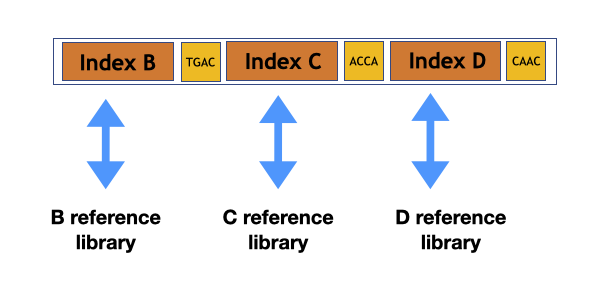 Index B TGAC Index C ACCA Index D CAAC
B reference
library
C reference
library
D reference
library